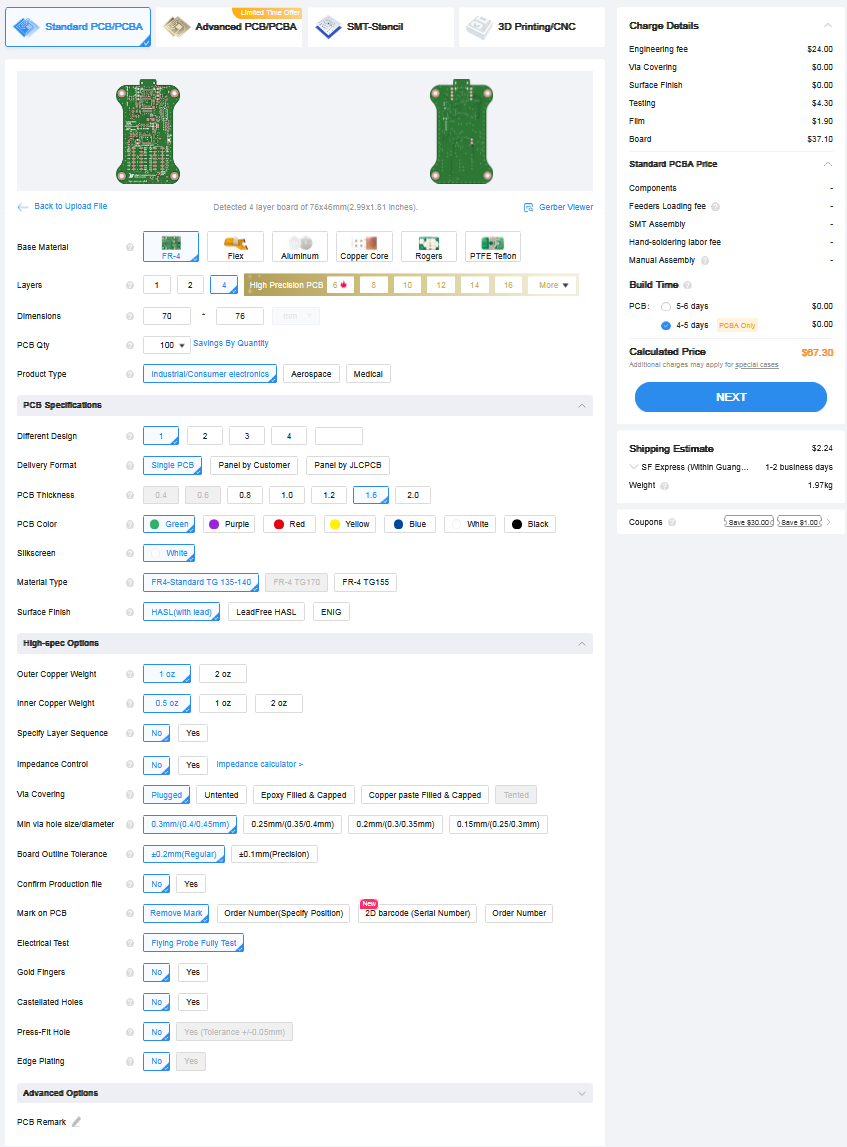 Standard PCB/PCBA
Limited Time Offer
Advanced PCB/PCBA
SMT-Stencil
3D Printing/CNC
Back to Upload File
Detected 4 layer board of 76x46mm(2.99x1.81 inches).
Gerber Viewer
Base Material
FR-4 Flex Aluminum Copper Core Rogers PTFE Teflon
Layers 1 2 4 High Precision PCB 6 8 10 12 14 16 More
Dimensions 70 * 76 mm
PCB Qty 100 Savings By Quantity
Product Type Industrial/Consumer electronics Aerospace Medical
PCB Specifications
Different Design 1 2 3 4
Delivery Format Single PCB Panel by Customer Panel by JLCPCB
PCB Thickness 0.4 0.6 0.8 1.0 1.2 1.6 2.0
PCB Color Green Purple Red Yellow Blue White Black
Silkscreen White
Material Type FR4-Standard TG 135-140 FR-4 TG170 FR-4 TG155
Surface Finish HASL(with lead) LeadFree HASL ENIG
High-spec Options
Outer Copper Weight 1 oz 2 oz
Inner Copper Weight 0.5 oz 1 oz 2 oz
Specify Layer Sequence No Yes
Impedance Control No Yes Impedance calculator >
Via Covering Plugged Untented Epoxy Filled & Capped Copper paste Filled & Capped Tented
Min via hole size/diameter 0.3mm/(0.4/0.45mm) 0.25mm/(0.35/0.4mm) 0.2mm/(0.3/0.35mm) 0.15mm/(0.25/0.3mm)
Board Outline Tolerance ±0.2mm(Regular) ±0.1mm(Precision)
Confirm Production file No Yes
New
Mark on PCB Remove Mark Order Number(Specify Position) 2D barcode (Serial Number) Order Number
Electrical Test Flying Probe Fully Test
Gold Fingers No Yes
Castellated Holes No Yes
Press-Fit Hole No Yes (Tolerance +/-0.05mm)
Edge Plating No Yes
Advanced Options
PCB Remark
Charge Details
Engineering fee $24.00
Via Covering $0.00
Surface Finish $0.00
Testing $4.30
Film $1.90
Board $37.10
Standard PCBA Price
Components -
Feeders Loading fee -
SMT Assembly -
Hand-soldering labor fee -
Manual Assembly -
Build Time
PCB: 5-6 days $0.00
4-5 days PCBA Only $0.00
Calculated Price $67.30
Additional charges may apply for special cases
NEXT
Shipping Estimate $2.24
SF Express (Within Guang... 1-2 business days
Weight 1.97kg
Coupons Save $30.00 Save $1.00 >